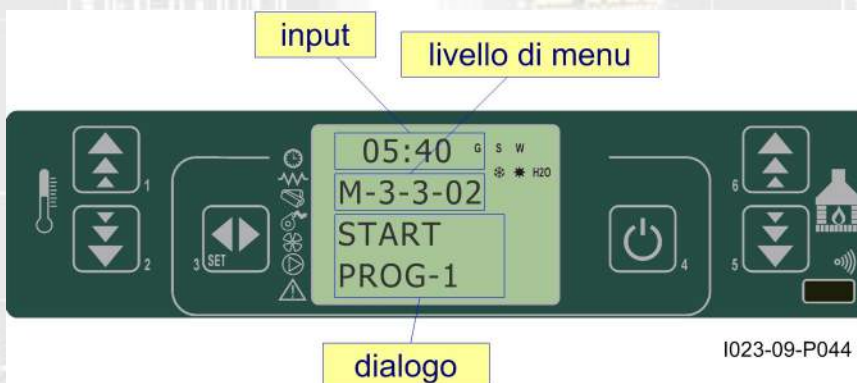 input
livello di menu
05:40 G S W
H2O
M-3-3-02
START
PROG-1
1
2
3 SET
4
5
6
dialogo
I023-09-P044